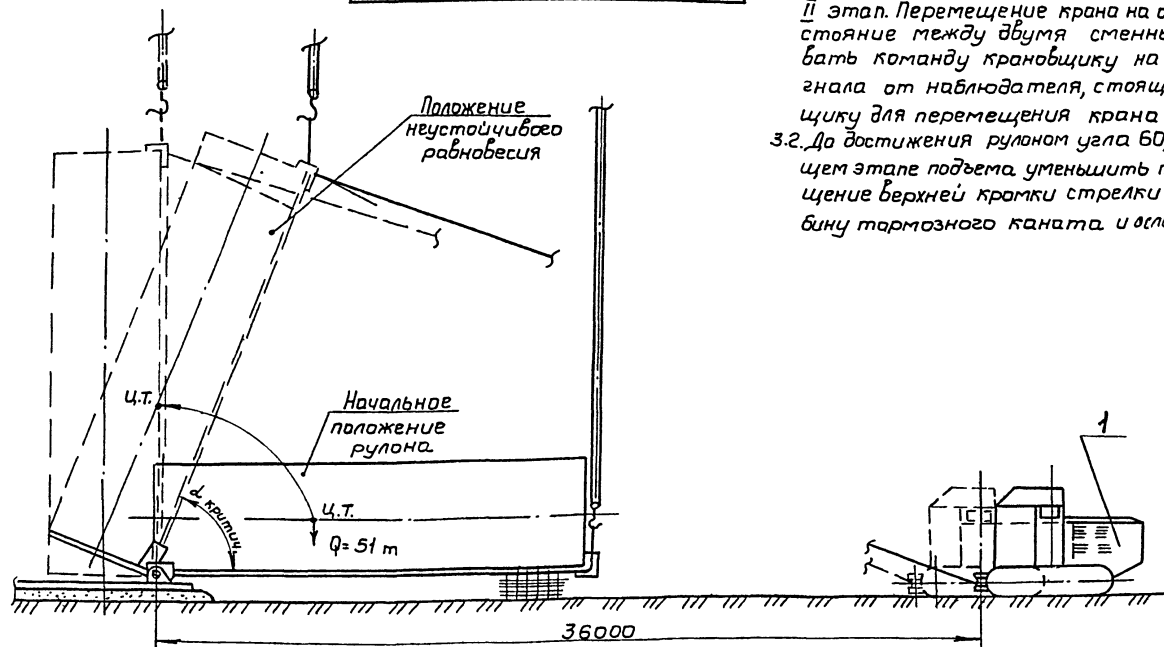 II этап. Перемещение крана на
стояние между двумя
вать команду крановщику на
гнала от наблюдателя,
щику для перемещения крана
3.2. До достижения рулоном угла 60,
щем этапе подъема уменьшить
щение верхней кромки стрелки
бину тормозного каната и
Положение
неустойчивого
равновесия
Ц.Т.
Начальное
положение
рулона
1
α критич.
Ц.Т.
Q = 51 т
36000